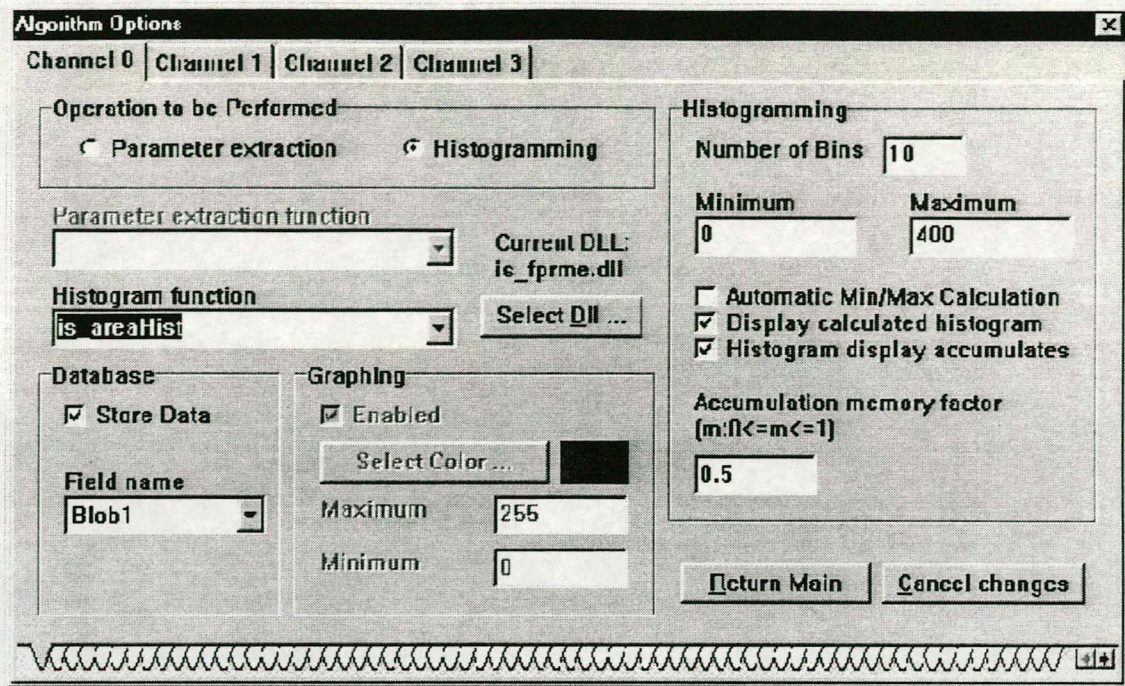 Algorithm Options
Channel 0 Channel 1 Channel 2 Channel 3
Operation to be Performed
Parameter extraction Histogramming
Parameter extraction function
Current DLL:
is_fprme.dll
Histogram function
is_areaHist
Select Dll ...
Database
Store Data
Field name
Blob1
Graphing
Enabled
Select Color ...
Maximum 255
Minimum 0
Histogramming
Number of Bins 10
Minimum Maximum
0 400
Automatic Min/Max Calculation
Display calculated histogram
Histogram display accumulates
Accumulation memory factor
(m:0<=m<=1)
0.5
Return Main Cancel changes